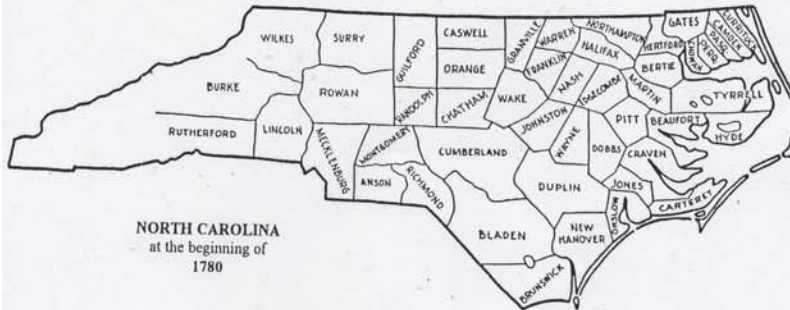 WILKES
SURRY
GUILFORD
CASWELL
GRANVILLE
WARREN
NORTHAMPTON
GATES
CURRITUCK
CAMDEN
PASQ.
PERQ.
CHOWAN
HERTFORD
HALIFAX
FRANKLIN
ORANGE
BERTIE
NASH
EDGECOMBE
MARTIN
TYRRELL
BURKE
ROWAN
RANDOLPH
CHATHAM
WAKE
JOHNSTON
PITT
BEAUFORT
HYDE
RUTHERFORD
LINCOLN
MECKLENBURG
MONTGOMERY
CUMBERLAND
WAYNE
DOBBS
CRAVEN
ANSON
RICHMOND
DUPLIN
JONES
CARTERET
ONSLOW
NEW
HANOVER
BLADEN
BRUNSWICK
NORTH CAROLINA
at the beginning of
1780